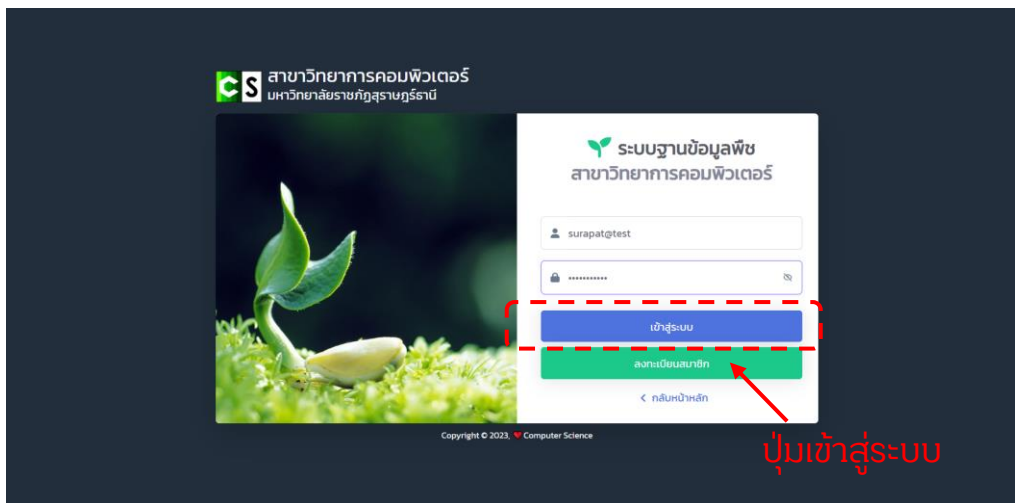 CS
สาขาวิทยาการคอมพิวเตอร์
มหาวิทยาลัยราชภัฏสุราษฎร์ธานี
ระบบฐานข้อมูลพืช
สาขาวิทยาการคอมพิวเตอร์
surapat@test
•••••••••••
เข้าสู่ระบบ
ลงทะเบียนสมาชิก
< กลับหน้าหลัก
Copyright © 2023, ❤ Computer Science
ปุ่มเข้าสู่ระบบ